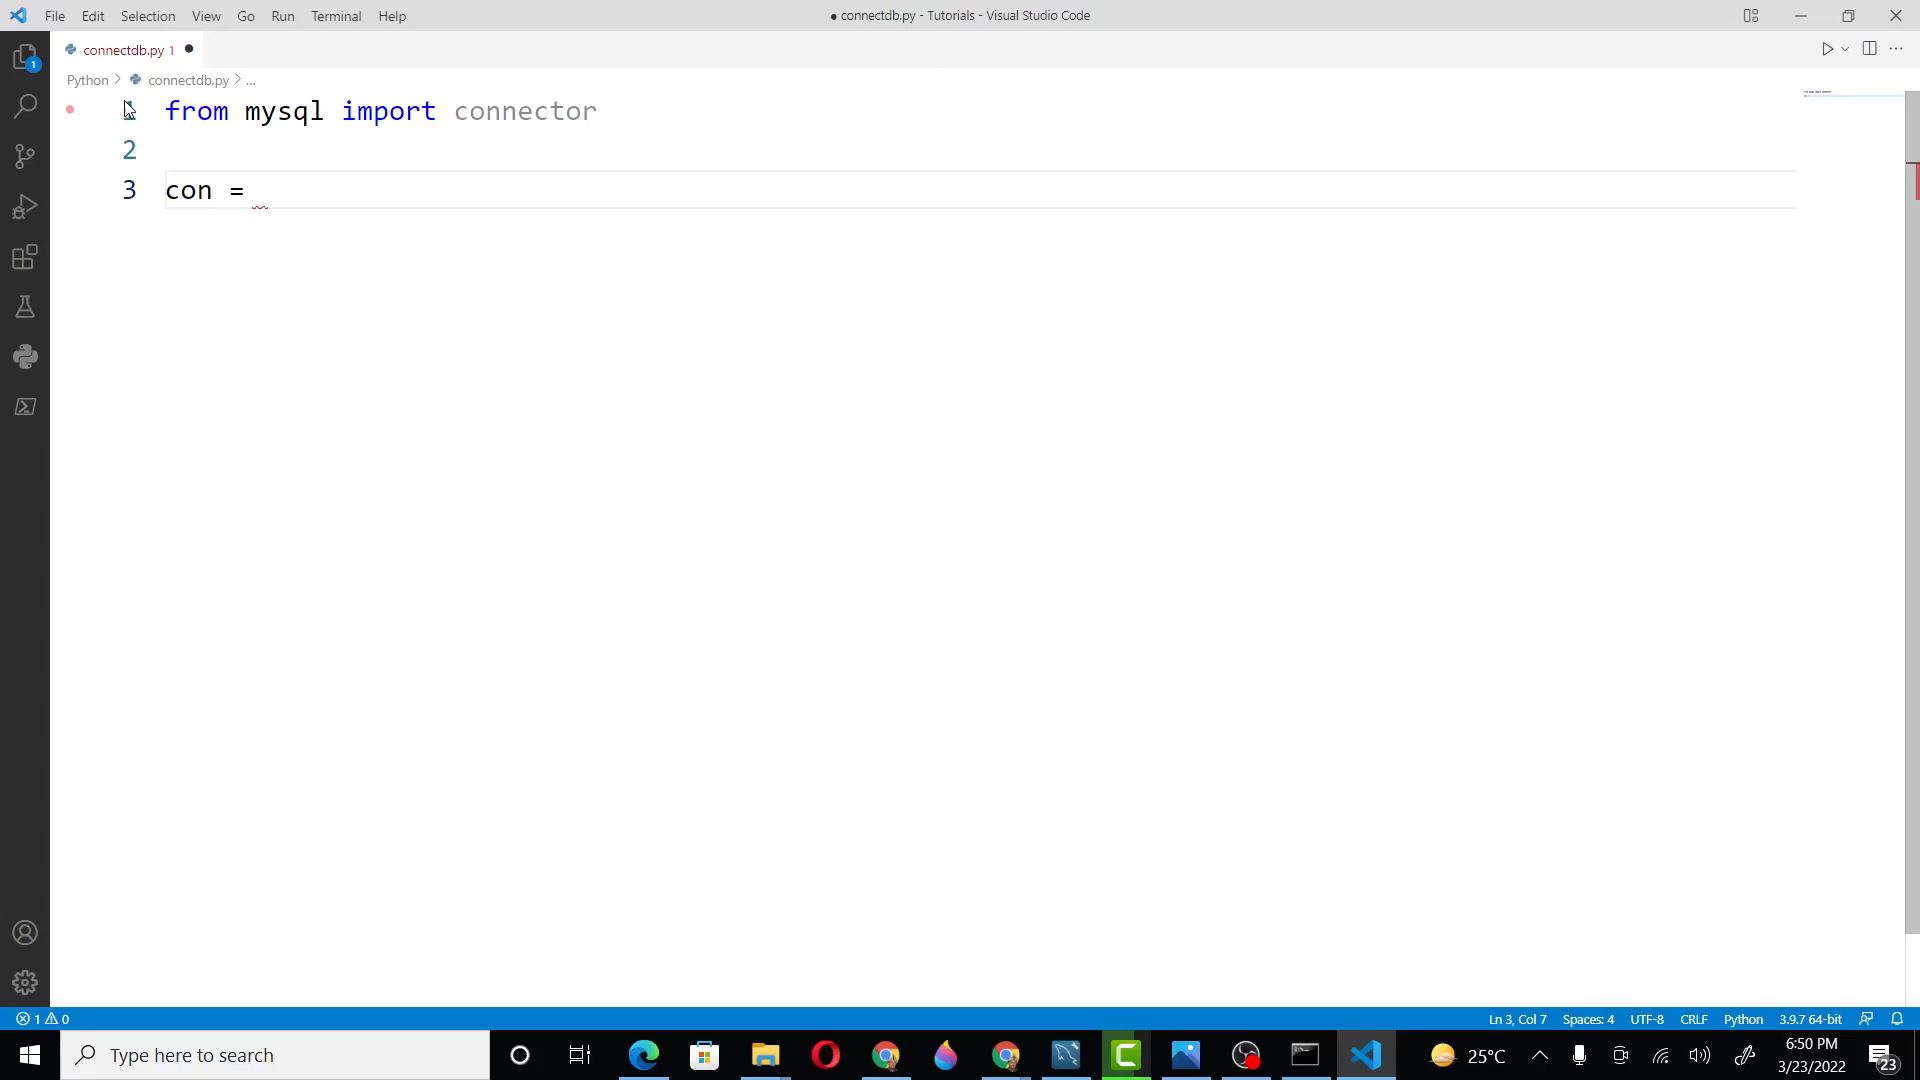 File Edit Selection View Go Run Terminal Help
● connectdb.py - Tutorials - Visual Studio Code
connectdb.py 1 ●
Python > connectdb.py > ...
from mysql import connector
2
3 con =
1
1 0
Ln 3, Col 7 Spaces: 4 UTF-8 CRLF Python 3.9.7 64-bit
Type here to search
25°C
6:50 PM
3/23/2022
23